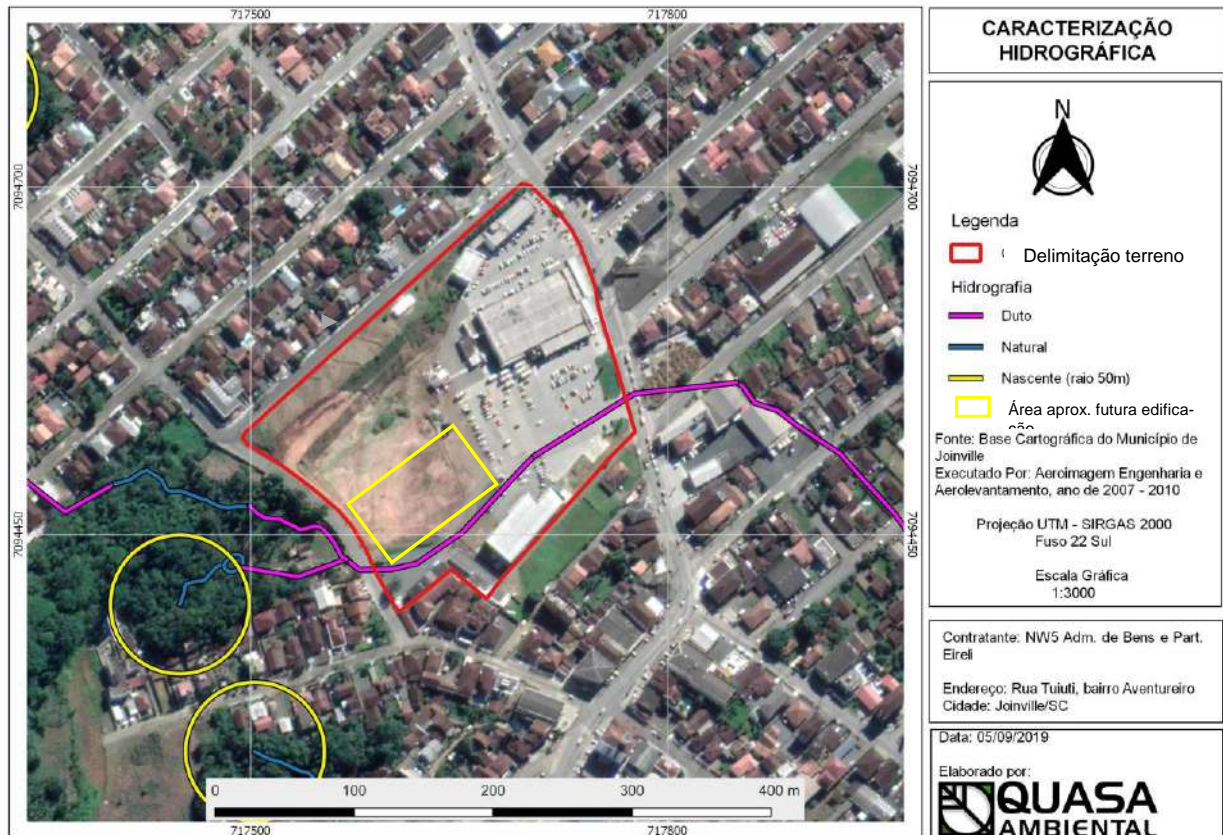 717500
717800
7094700
7094700
7094450
7094450
717500
717800
0
100
200
300
400 m
CARACTERIZAÇÃO
HIDROGRÁFICA
N
Legenda
Delimitação terreno
Hidrografia
Duto
Natural
Nascente (raio 50m)
Área aprox. futura edifica-
Fonte: Base Cartográfica do Município de
Joinville
Executado Por: Aeroimagem Engenharia e
Aerolevantamento, ano de 2007 - 2010
Projeção UTM - SIRGAS 2000
Fuso 22 Sul
Escala Gráfica
1:3000
Contratante: NW5 Adm. de Bens e Part.
Eireli
Endereço: Rua Tuiuti, bairro Aventureiro
Cidade: Joinville/SC
Data: 05/09/2019
Elaborado por:
QUASA
AMBIENTAL